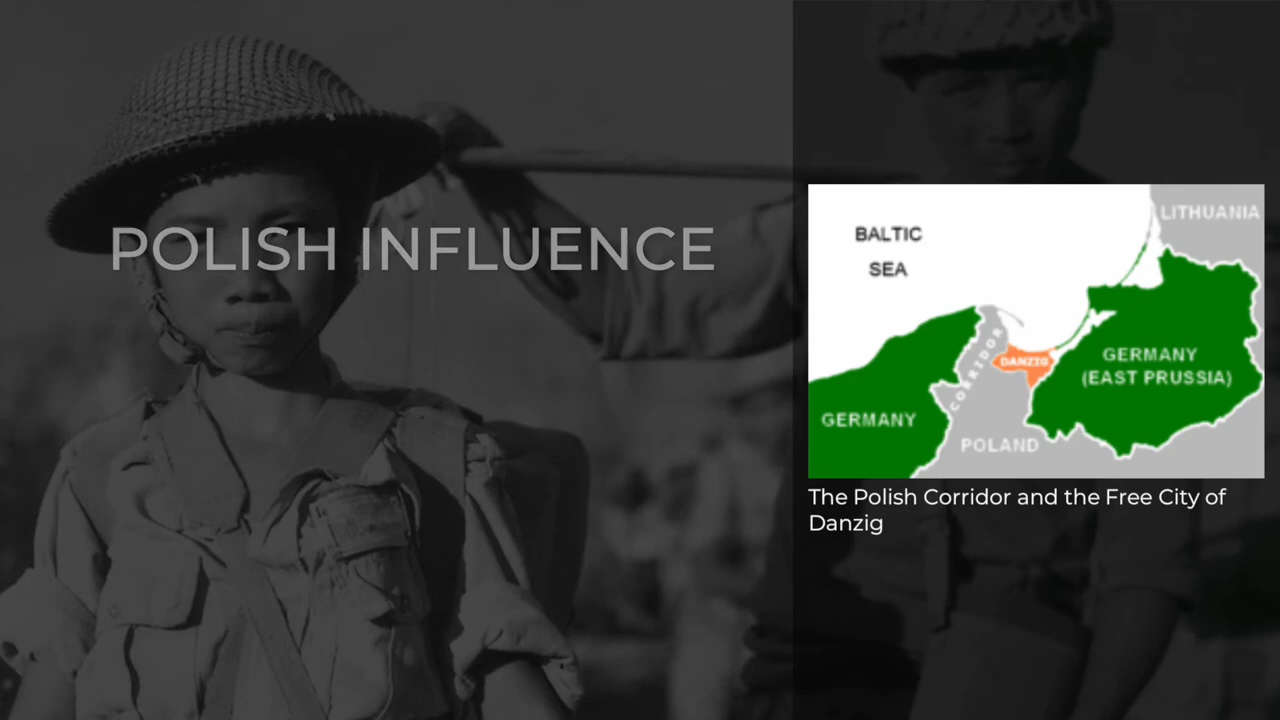 POLISH INFLUENCE
LITHUANIA
BALTIC
SEA
CORRIDOR
DANZIG
GERMANY
(EAST PRUSSIA)
GERMANY
POLAND
The Polish Corridor and the Free City of
Danzig